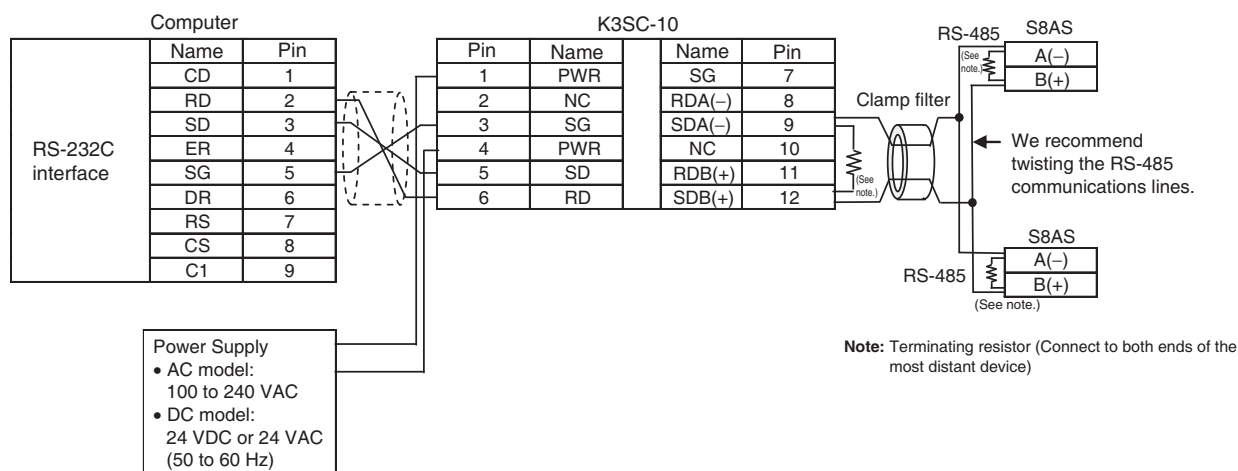 Computer
Name Pin
CD 1
RD 2
SD 3
ER 4
SG 5
DR 6
RS 7
CS 8
C1 9
RS-232C
interface
K3SC-10
Pin Name Name Pin
1 PWR SG 7
2 NC RDA(−) 8
3 SG SDA(−) 9
4 PWR NC 10
5 SD RDB(+) 11
6 RD SDB(+) 12
(See
note.)
Clamp filter
RS-485
S8AS
(See
note.)
A(−)
B(+)
We recommend
twisting the RS-485
communications lines.
S8AS
RS-485
A(−)
B(+)
(See note.)
Power Supply
• AC model:
100 to 240 VAC
• DC model:
24 VDC or 24 VAC
(50 to 60 Hz)
Note: Terminating resistor (Connect to both ends of the
most distant device)